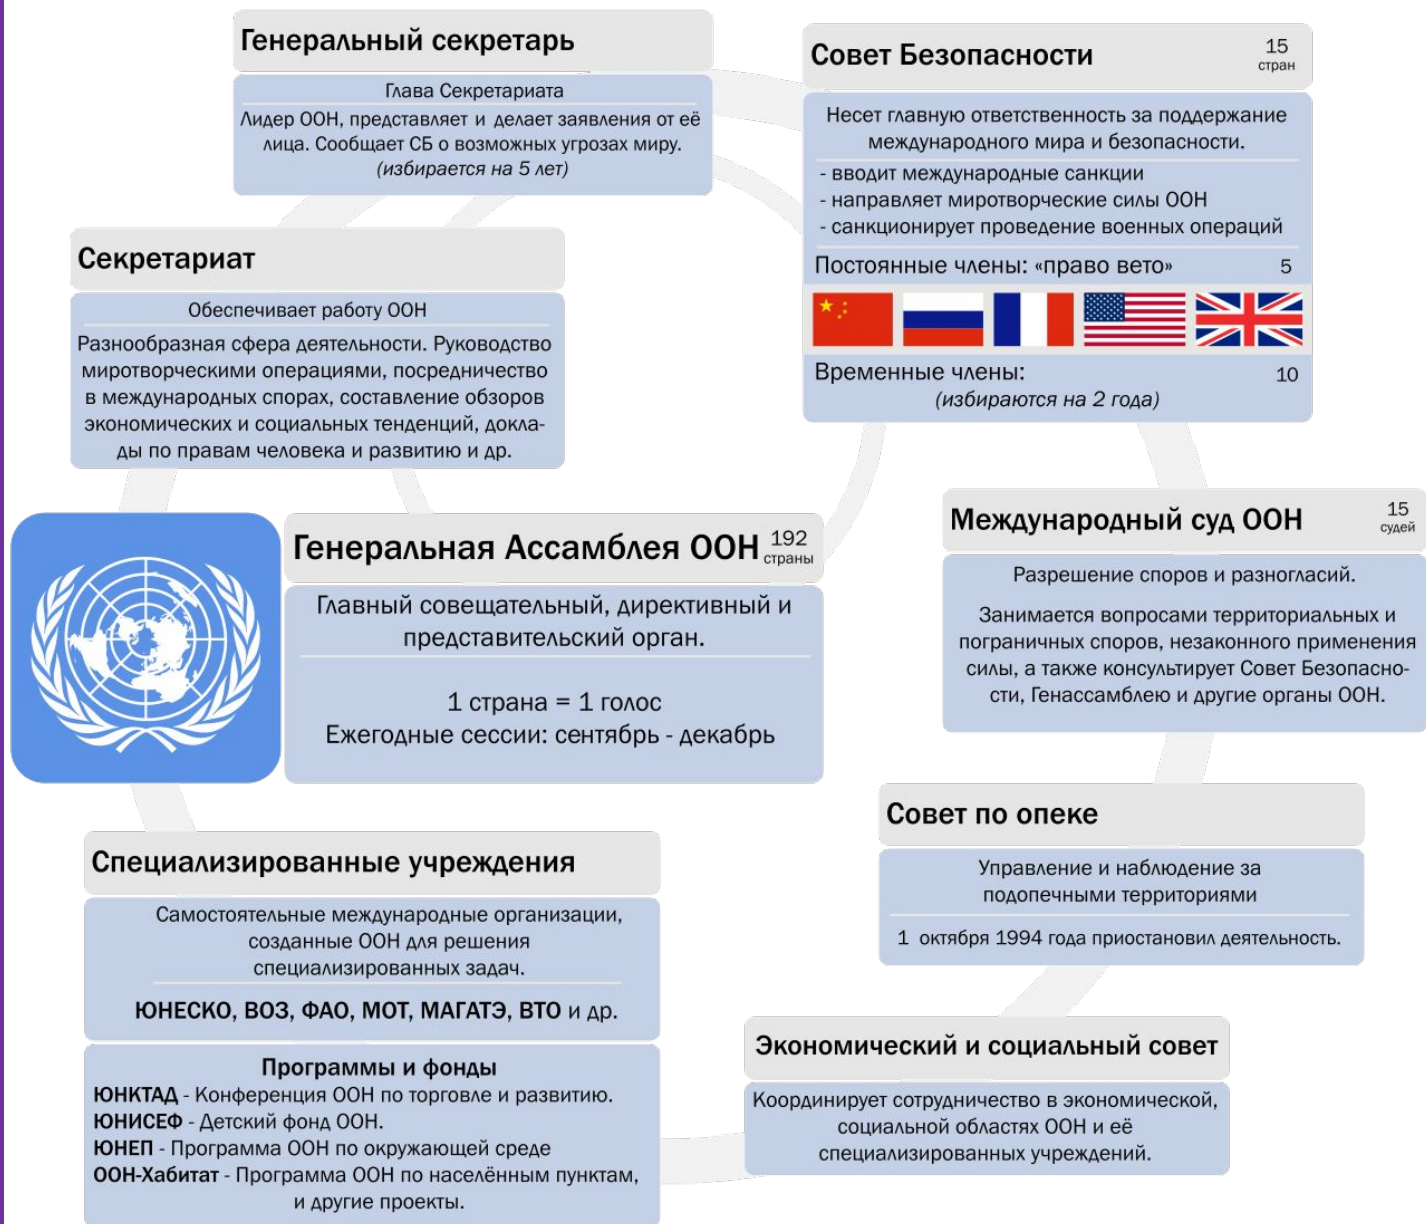 Генеральный секретарь
Глава Секретариата
Лидер ООН, представляет и делает заявления от её
лица. Сообщает СБ о возможных угрозах миру.
(избирается на 5 лет)
Совет Безопасности
15
стран
Несет главную ответственность за поддержание
международного мира и безопасности.
- вводит международные санкции
- направляет миротворческие силы ООН
- санкционирует проведение военных операций
Постоянные члены: «право вето» 5
Временные члены: 10
(избираются на 2 года)
Секретариат
Обеспечивает работу ООН
Разнообразная сфера деятельности. Руководство
миротворческими операциями, посредничество
в международных спорах, составление обзоров
экономических и социальных тенденций, докла-
ды по правам человека и развитию и др.
Генеральная Ассамблея ООН
192
страны
Главный совещательный, директивный и
представительский орган.
1 страна = 1 голос
Ежегодные сессии: сентябрь - декабрь
Международный суд ООН
15
судей
Разрешение споров и разногласий.
Занимается вопросами территориальных и
пограничных споров, незаконного применения
силы, а также консультирует Совет Безопасно-
сти, Генассамблею и другие органы ООН.
Совет по опеке
Управление и наблюдение за
подопечными территориями
1 октября 1994 года приостановил деятельность.
Специализированные учреждения
Самостоятельные международные организации,
созданные ООН для решения
специализированных задач.
ЮНЕСКО, ВОЗ, ФАО, МОТ, МАГАТЭ, ВТО и др.
Программы и фонды
ЮНКТАД - Конференция ООН по торговле и развитию.
ЮНИСЕФ - Детский фонд ООН.
ЮНЕП - Программа ООН по окружающей среде
ООН-Хабитат - Программа ООН по населённым пунктам,
и другие проекты.
Экономический и социальный совет
Координирует сотрудничество в экономической,
социальной областях ООН и её
специализированных учреждений.